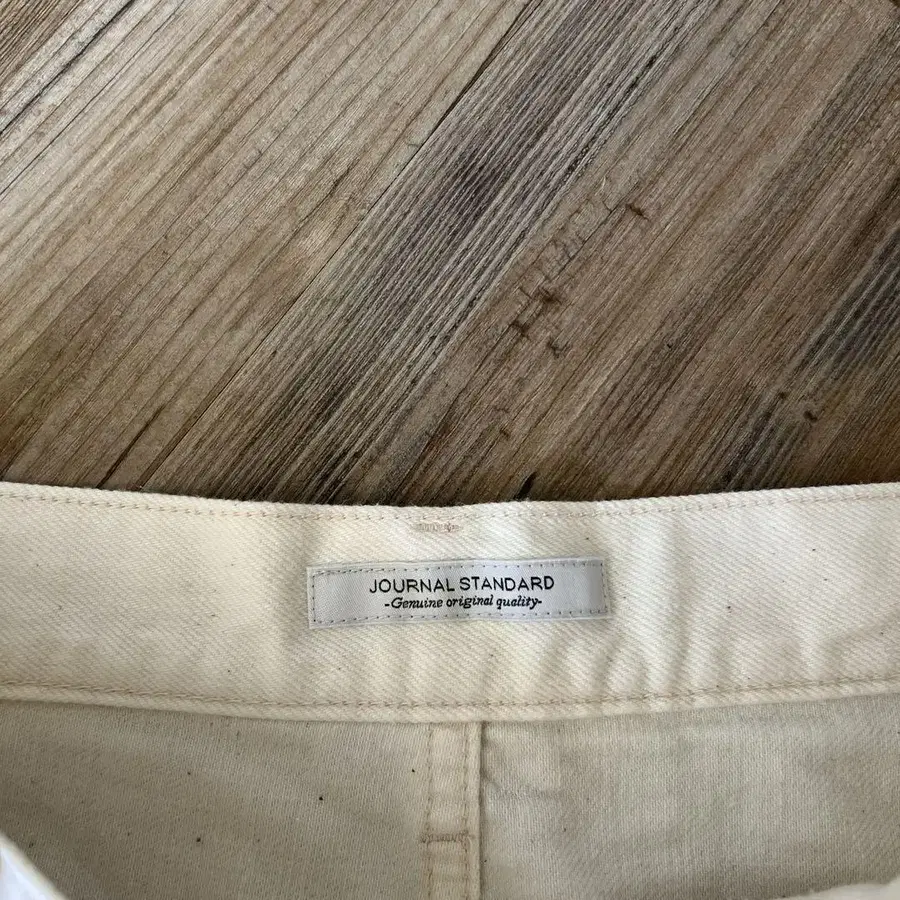 JOURNAL STANDARD
-Genuine original quality-